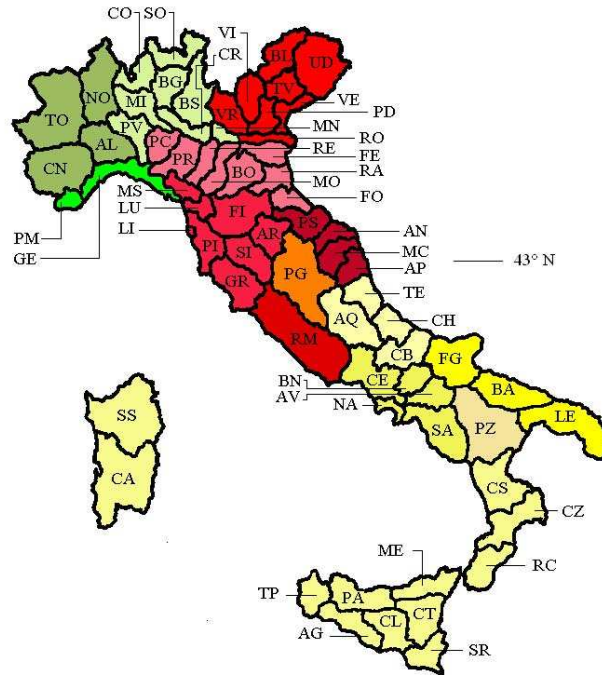 CO SO
VI
CR
BL UD
NO BG TV
MI BS VR VE
TO PD
PV MN
AL PC RO
CN PR RE
BO FE
MS MO RA
LU FI FO
LI PS
PM PI AR AN
GE SI MC
GR PG AP 43° N
TE
AQ
RM CH
CB FG
BN CE BA
AV
NA SA PZ LE
SS
CA CS
CZ
ME RC
TP PA
CL CT
AG
SR